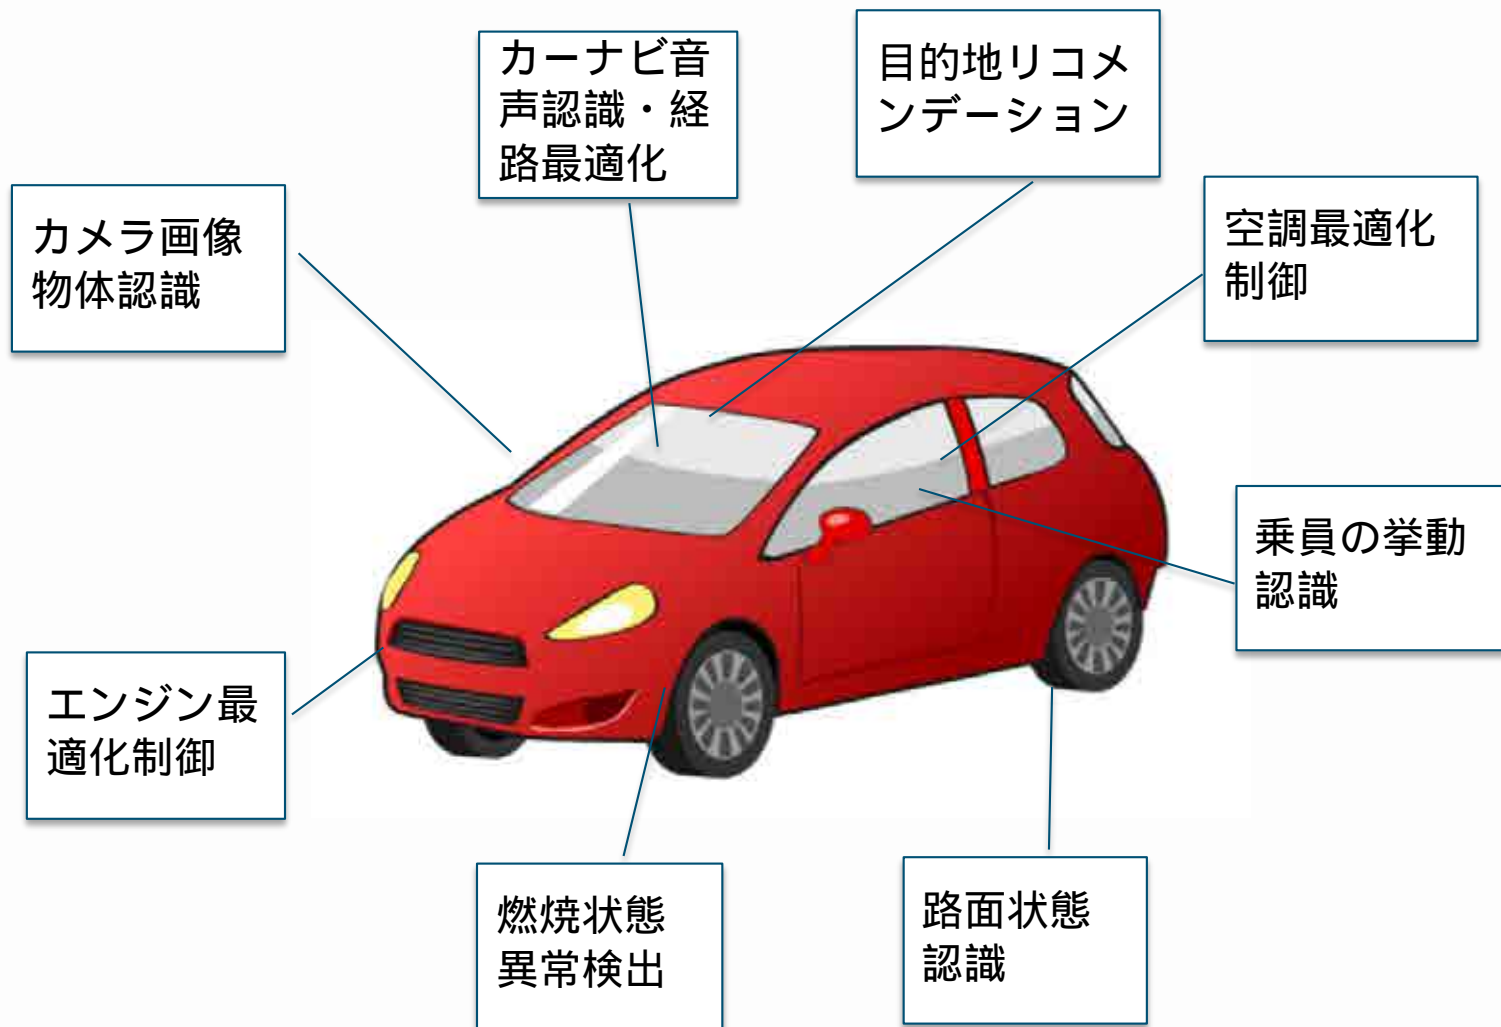 カーナビ音
声認識・経
路最適化
目的地リコメ
ンデーション
カメラ画像
物体認識
空調最適化
制御
乗員の挙動
認識
エンジン最
適化制御
燃焼状態
異常検出
路面状態
認識